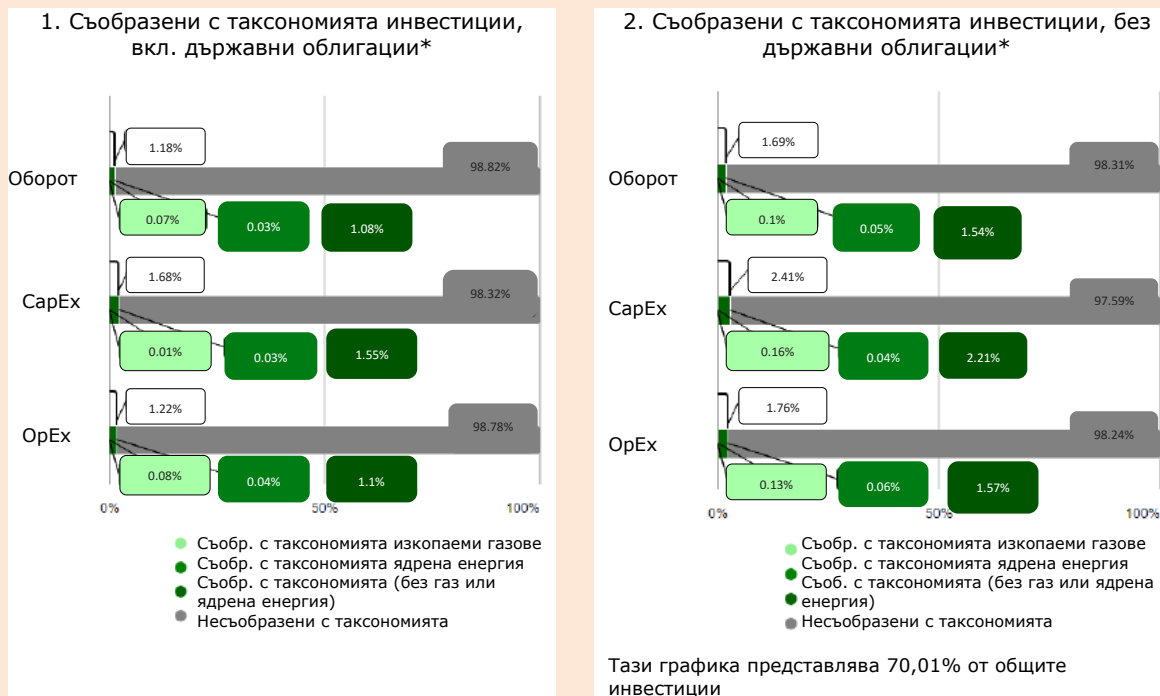 1. Съобразени с таксономията инвестиции,
вкл. държавни облигации*
1.18%
98.82%
Оборот
0.07%
0.03%
1.08%
1.68%
98.32%
CapEx
0.01%
0.03%
1.55%
1.22%
98.78%
OpEx
0.08%
0.04%
1.1%
0%
50%
100%
Съобр. с таксономията изкопаеми газове
Съобр. с таксономията ядрена енергия
Съобр. с таксономията (без газ или
ядрена енергия)
Несъобразени с таксономията
2. Съобразени с таксономията инвестиции, без
държавни облигации*
1.69%
98.31%
Оборот
0.1%
0.05%
1.54%
2.41%
97.59%
CapEx
0.16%
0.04%
2.21%
1.76%
98.24%
OpEx
0.13%
0.06%
1.57%
0%
50%
100%
Съобр. с таксономията изкопаеми газове
Съобр. с таксономията ядрена енергия
Съоб. с таксономията (без газ или ядрена
енергия)
Несъобразени с таксономията
Тази графика представлява 70,01% от общите
инвестиции